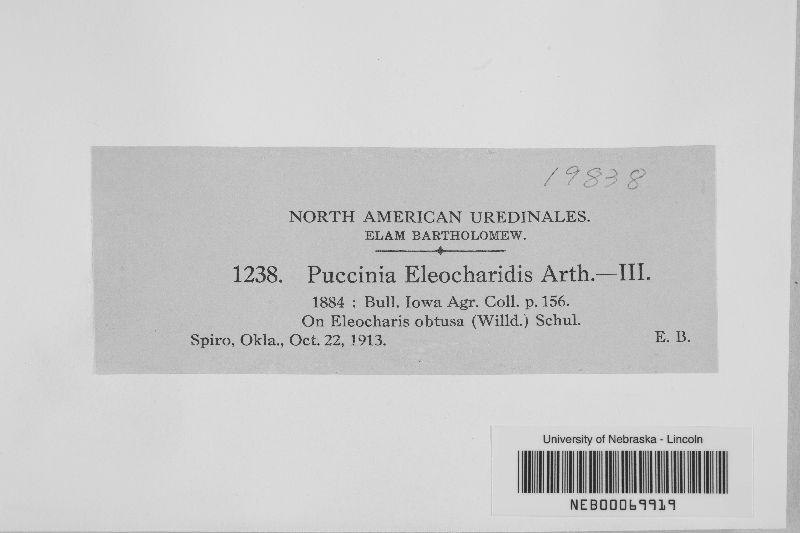 19838
NORTH AMERICAN UREDINALES.
ELAM BARTHOLOMEW.
1238. Puccinia Eleocharidis Arth.—III.
1884 : Bull. Iowa Agr. Coll. p. 156.
On Eleocharis obtusa (Willd.) Schul.
Spiro, Okla., Oct. 22, 1913. E. B.
University of Nebraska - Lincoln
NEB00069919